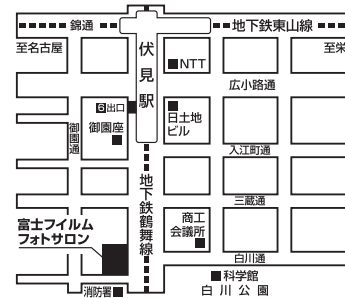 錦通
地下鉄東山線
至名古屋
至栄
伏見駅
NTT
広小路通
6出口
日土地
ビル
御園座
御園通
入江町通
地下鉄鶴舞線
三蔵通
商工
会議所
富士フイルム
フォトサロン
白川通
科学館
消防署
白川公園